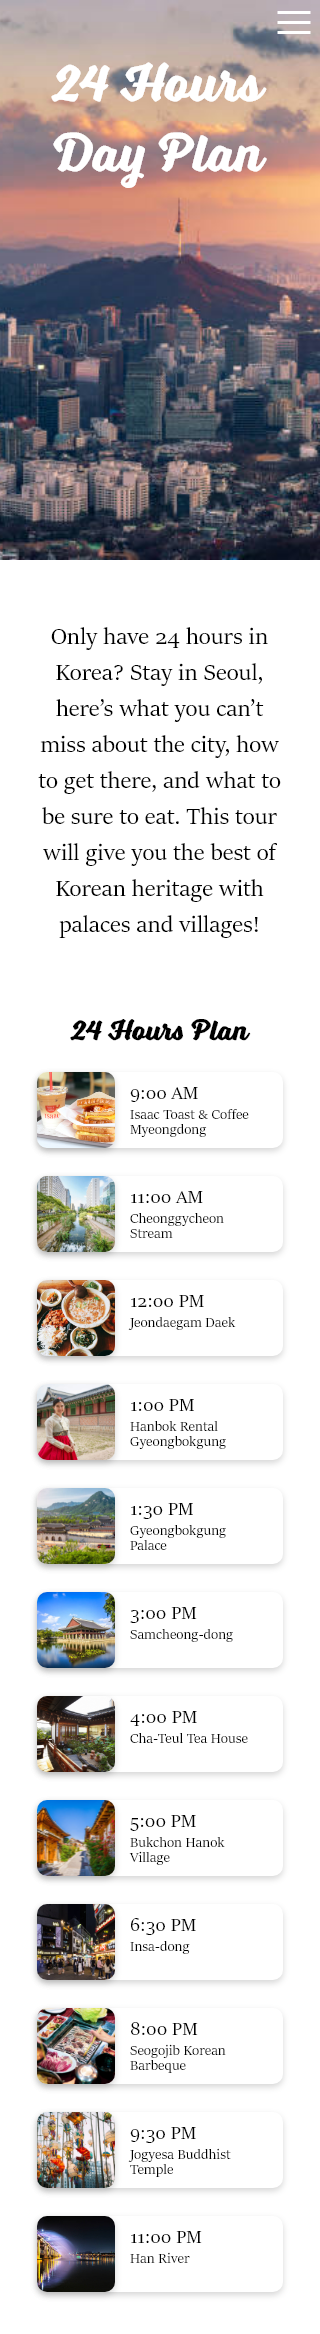 24 Hours
Day Plan
Only have 24 hours in
Korea? Stay in Seoul,
here’s what you can’t
miss about the city, how
to get there, and what to
be sure to eat. This tour
will give you the best of
Korean heritage with
palaces and villages!
24 Hours Plan
9:00 AM
Isaac Toast & Coffee
Myeongdong
11:00 AM
Cheonggycheon
Stream
12:00 PM
Jeondaegam Daek
1:00 PM
Hanbok Rental
Gyeongbokgung
1:30 PM
Gyeongbokgung
Palace
3:00 PM
Samcheong-dong
4:00 PM
Cha-Teul Tea House
5:00 PM
Bukchon Hanok
Village
6:30 PM
Insa-dong
8:00 PM
Seogojib Korean
Barbeque
9:30 PM
Jogyesa Buddhist
Temple
11:00 PM
Han River